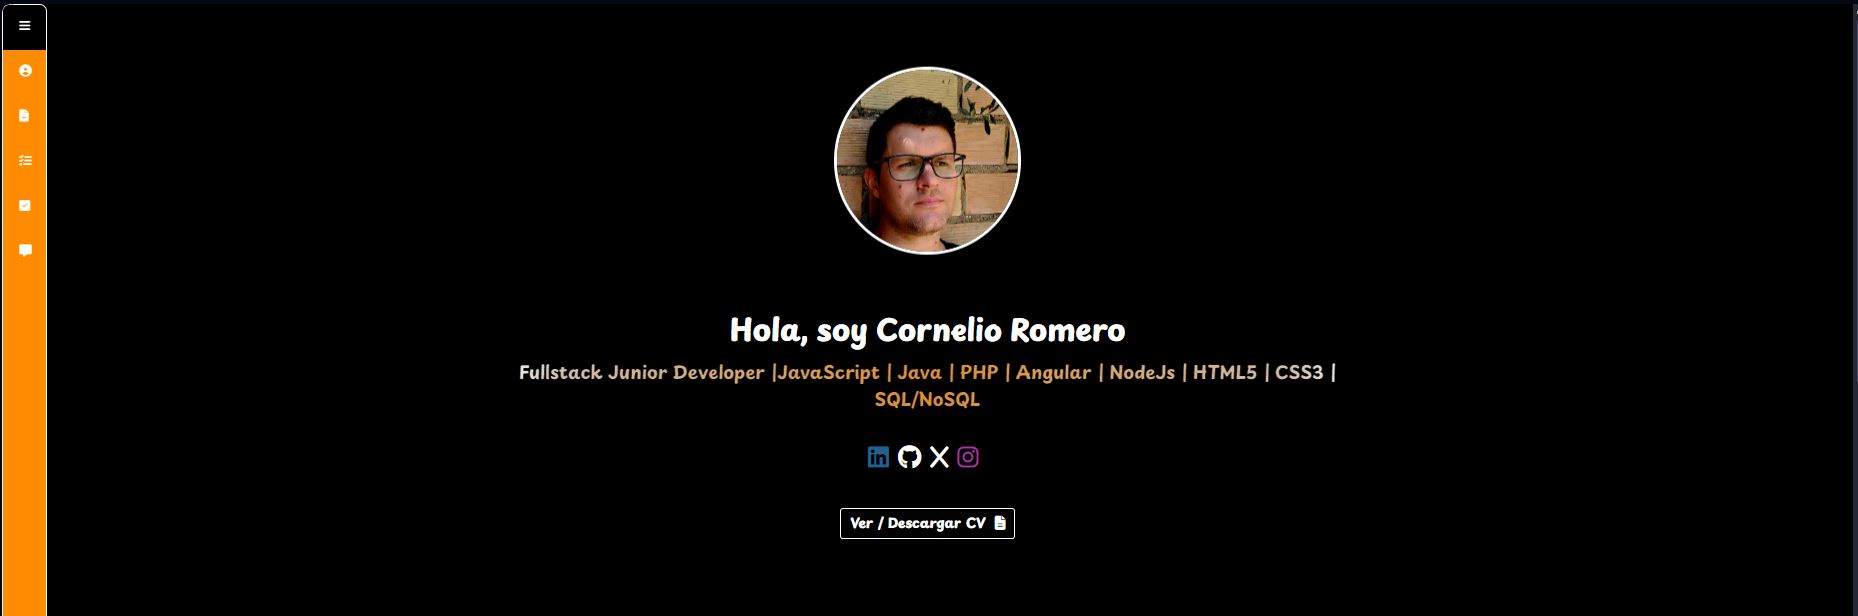 Hola, soy Cornelio Romero
Fullstack Junior Developer |JavaScript | Java | PHP | Angular | NodeJs | HTML5 | CSS3 |
SQL/NoSQL
in
X
Ver / Descargar CV